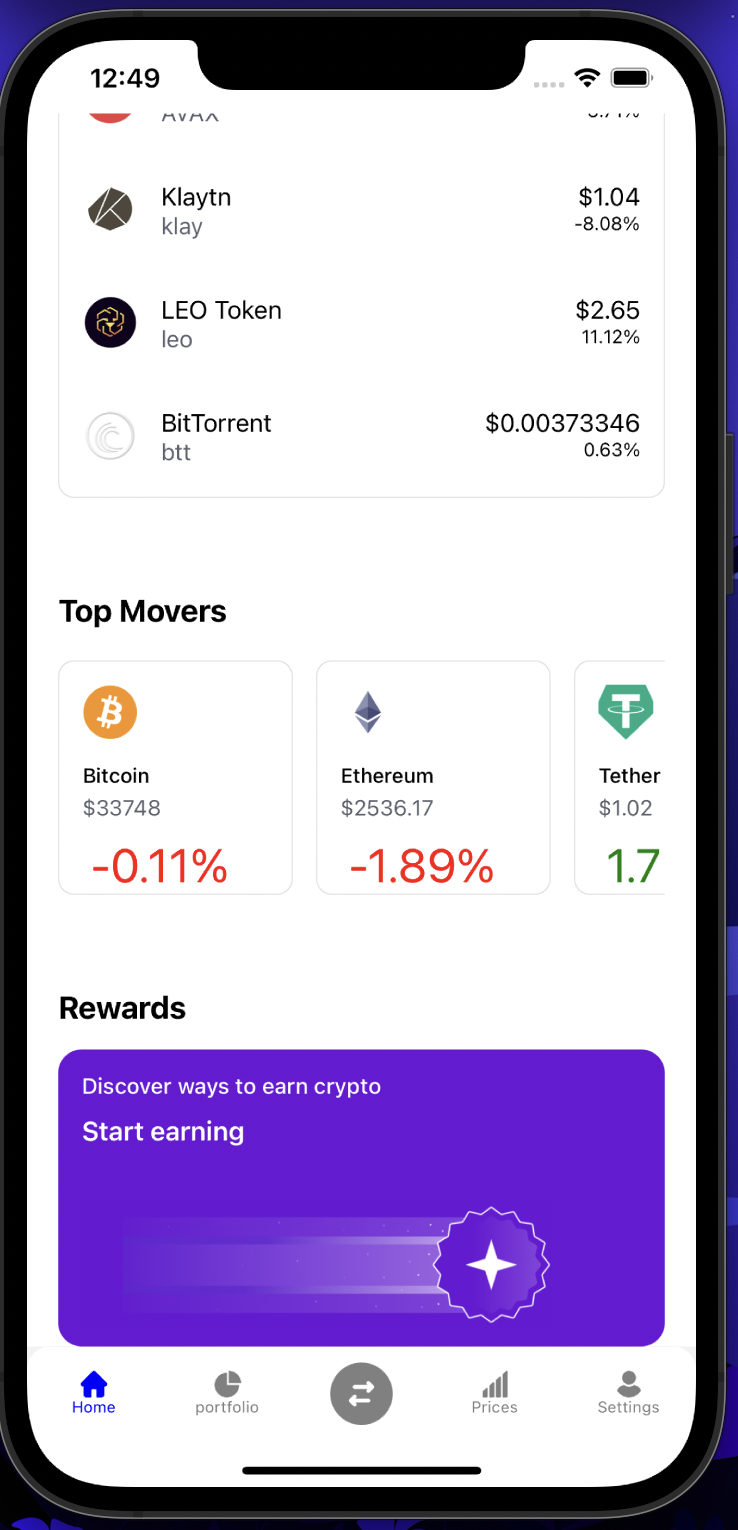 12:49
AVAX
Klaytn
$1.04
klay
-8.08%
LEO Token
$2.65
leo
11.12%
BitTorrent
$0.00373346
btt
0.63%
Top Movers
Bitcoin
$33748
-0.11%
Ethereum
$2536.17
-1.89%
Tether
$1.02
1.7
Rewards
Discover ways to earn crypto
Start earning
Home
portfolio
Prices
Settings